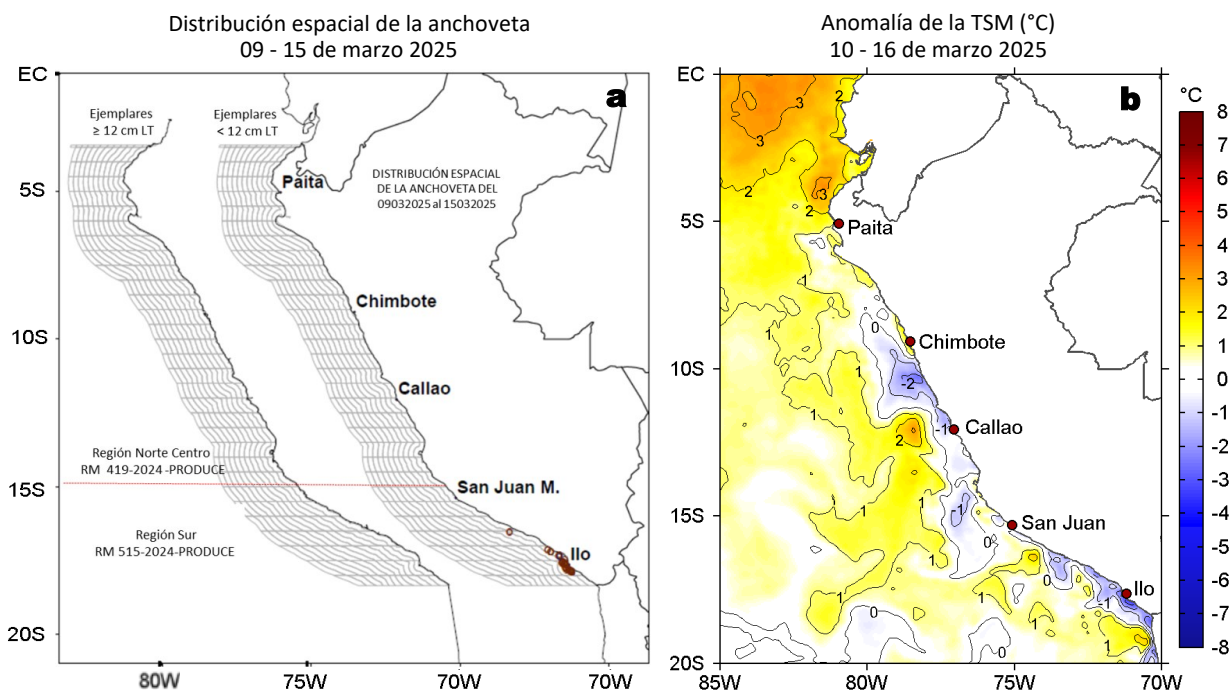 Distribución espacial de la anchoveta
09 - 15 de marzo 2025
EC
5S
10S
15S
20S
80W
75W
70W
70W
Ejemplares
≥ 12 cm LT
Ejemplares
< 12 cm LT
a
DISTRIBUCIÓN ESPACIAL
DE LA ANCHOVETA DEL
09032025 al 15032025
Paita
Chimbote
Callao
Región Norte Centro
RM 419-2024 -PRODUCE
San Juan M.
Región Sur
RM 515-2024-PRODUCE
Ilo
Anomalía de la TSM (°C)
10 - 16 de marzo 2025
EC
5S
10S
15S
20S
85W
80W
75W
70W
b
2
3
3
2
3
2
Paita
1
0
1
Chimbote
-2
1
1
-1
Callao
2
-1
San Juan
0
1
1
0
Ilo
-1
1
1
0
1
1
0
°C
8
7
6
5
4
3
2
1
0
-1
-2
-3
-4
-5
-6
-7
-8